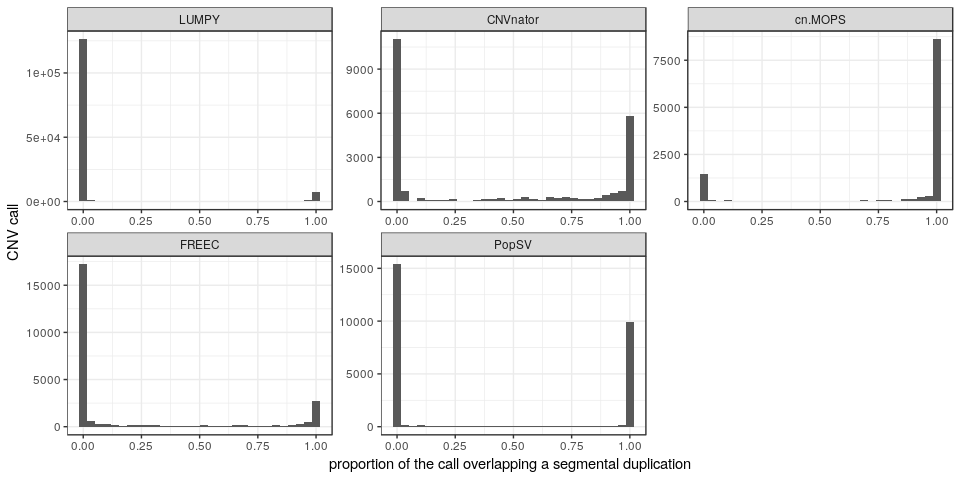 LUMPY
CNVnator
cn.MOPS
1e+05
5e+04
0e+00
9000
6000
3000
0
7500
5000
2500
0
0.00 0.25 0.50 0.75 1.00
0.00 0.25 0.50 0.75 1.00
0.00 0.25 0.50 0.75 1.00
CNV call
FREEC
PopSV
15000
10000
5000
0
15000
10000
5000
0
0.00 0.25 0.50 0.75 1.00
0.00 0.25 0.50 0.75 1.00
proportion of the call overlapping a segmental duplication